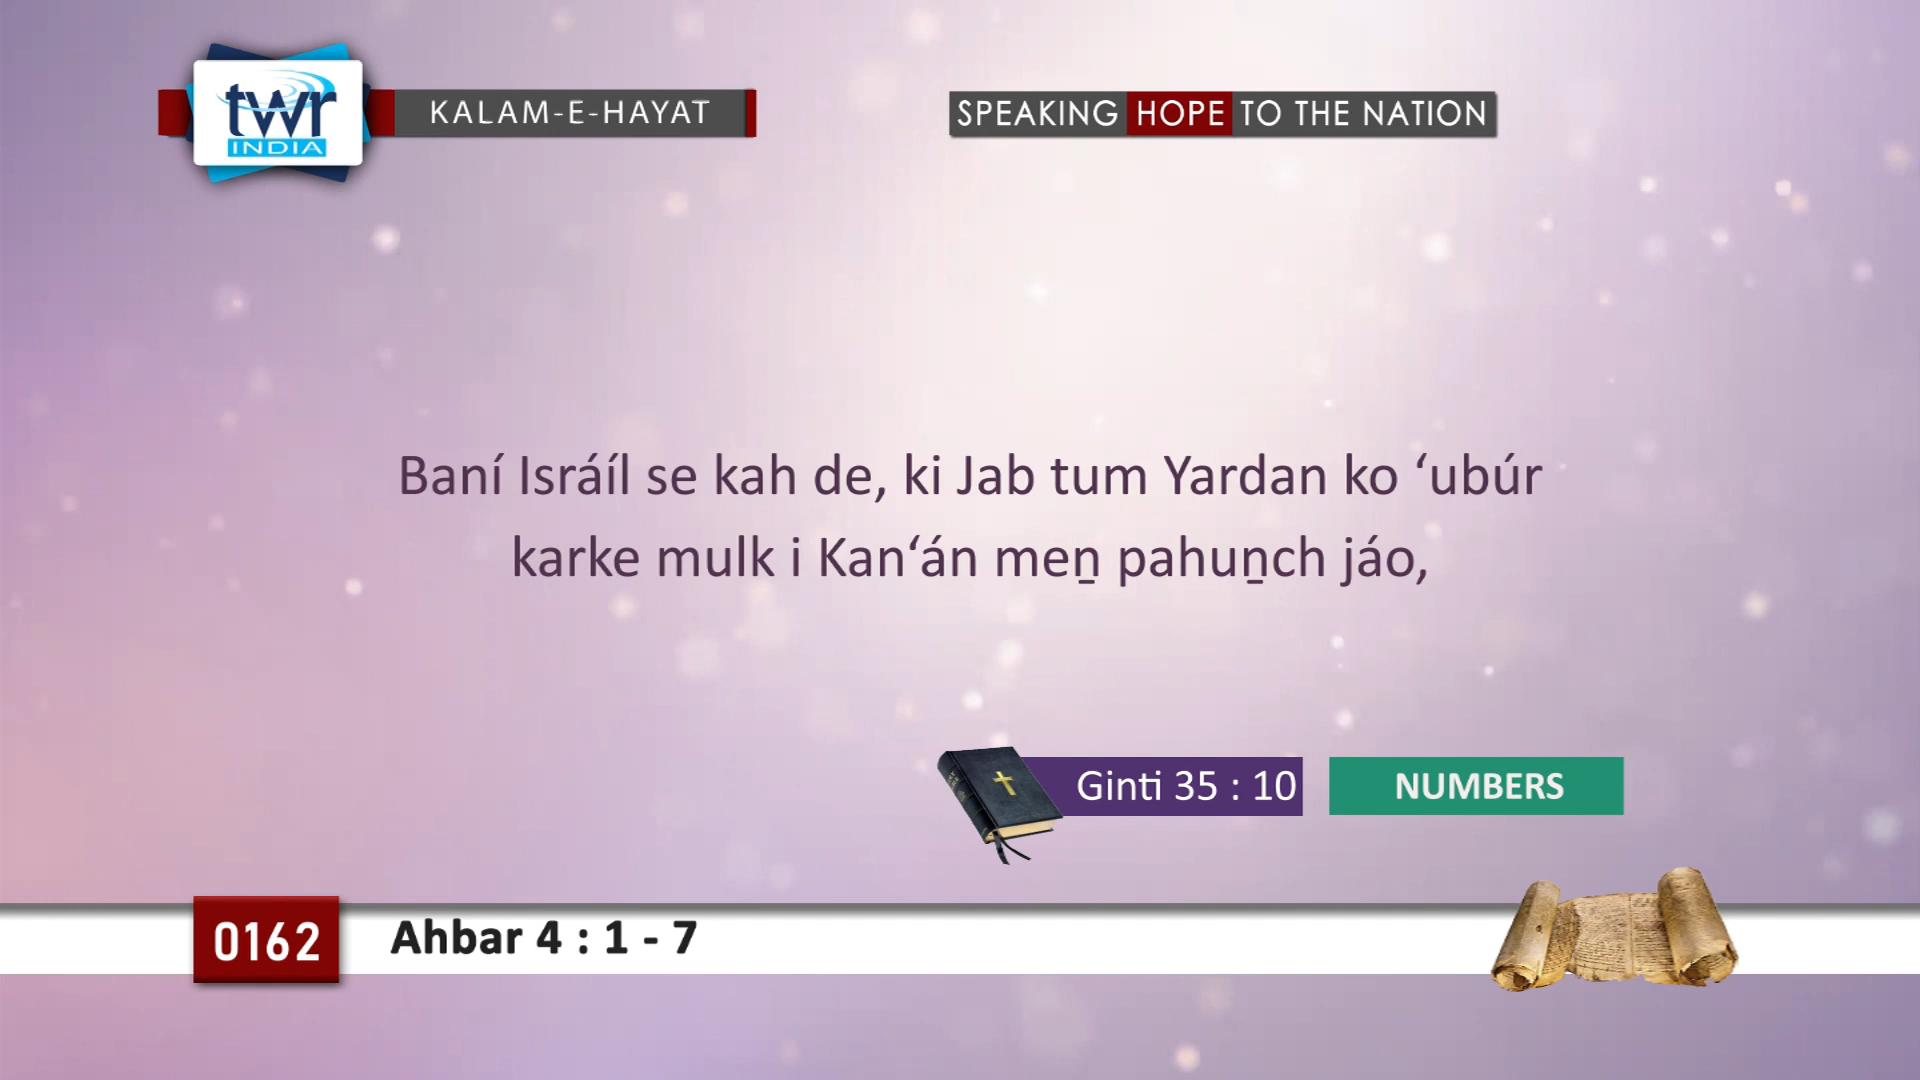 twr
INDIA
KALAM-E-HAYAT
SPEAKING HOPE TO THE NATION
Baní Isráíl se kah de, ki Jab tum Yardan ko ‘ubúr
karke mulk i Kan‘án meṉ pahuṉch jáo,
Ginti 35 : 10
NUMBERS
0162
Ahbar 4 : 1 - 7